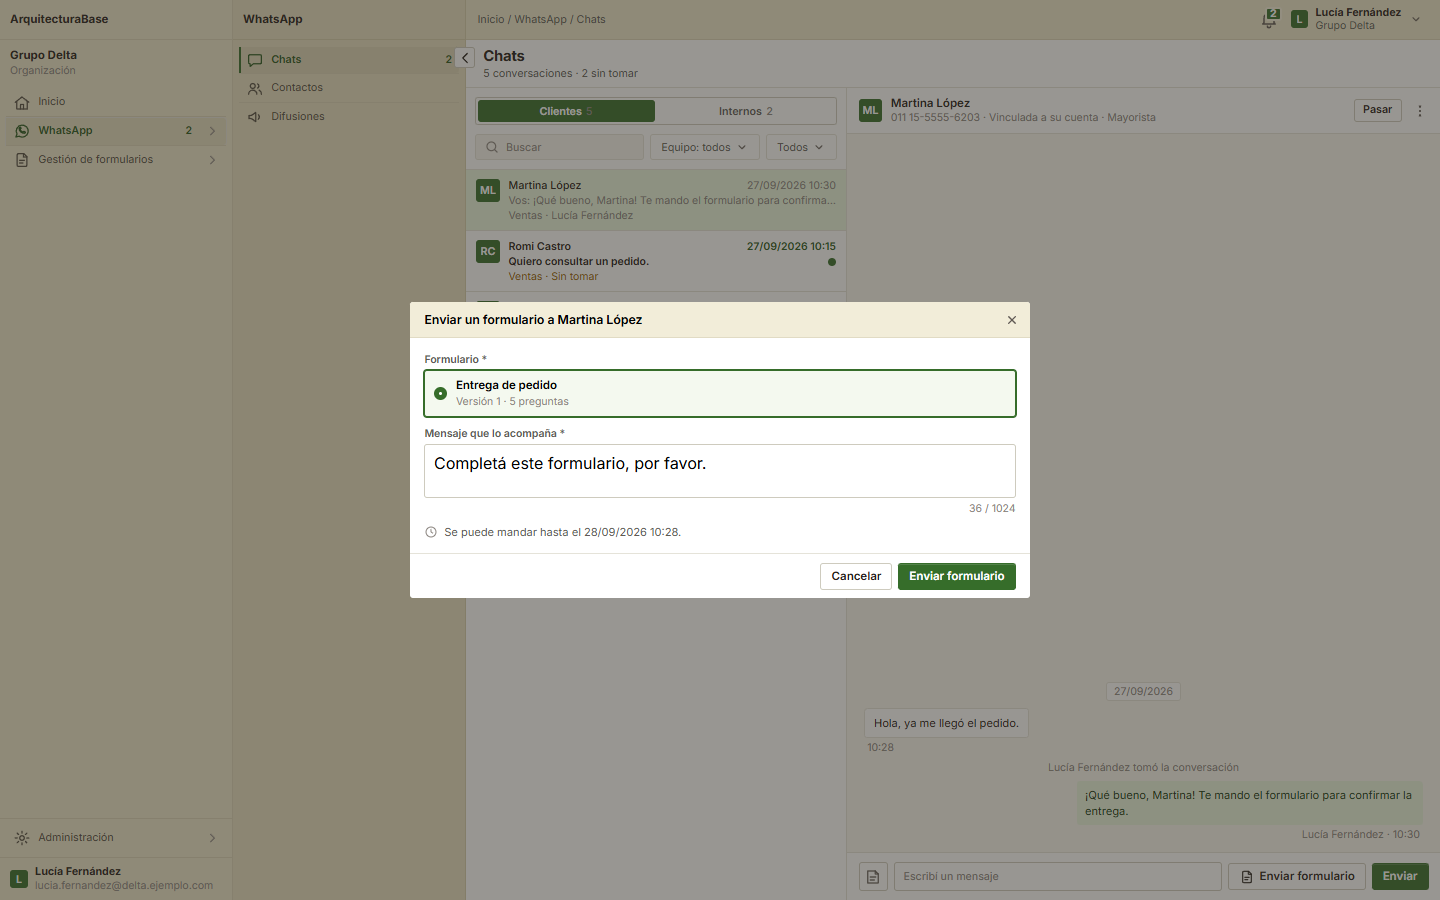 ArquitecturaBase
Grupo Delta
Organización
Inicio
WhatsApp 2
Gestión de formularios
Administración
L Lucía Fernández
lucia.fernandez@delta.ejemplo.com
WhatsApp
Chats 2
Contactos
Difusiones
Inicio / WhatsApp / Chats
2
L Lucía Fernández
Grupo Delta
Chats
5 conversaciones · 2 sin tomar
Clientes 5 Internos 2
Buscar Equipo: todos Todos
ML Martina López 27/09/2026 10:30
Vos: ¡Qué bueno, Martina! Te mando el formulario para confirma...
Ventas · Lucía Fernández
RC Romi Castro 27/09/2026 10:15
Quiero consultar un pedido.
Ventas · Sin tomar
ML Martina López
011 15-5555-6203 · Vinculada a su cuenta · Mayorista
Pasar
Enviar un formulario a Martina López
Formulario *
Entrega de pedido
Versión 1 · 5 preguntas
Mensaje que lo acompaña *
Completá este formulario, por favor.
36 / 1024
Se puede mandar hasta el 28/09/2026 10:28.
Cancelar Enviar formulario
27/09/2026
Hola, ya me llegó el pedido.
10:28
Lucía Fernández tomó la conversación
¡Qué bueno, Martina! Te mando el formulario para confirmar la
entrega.
Lucía Fernández · 10:30
Escribí un mensaje Enviar formulario Enviar